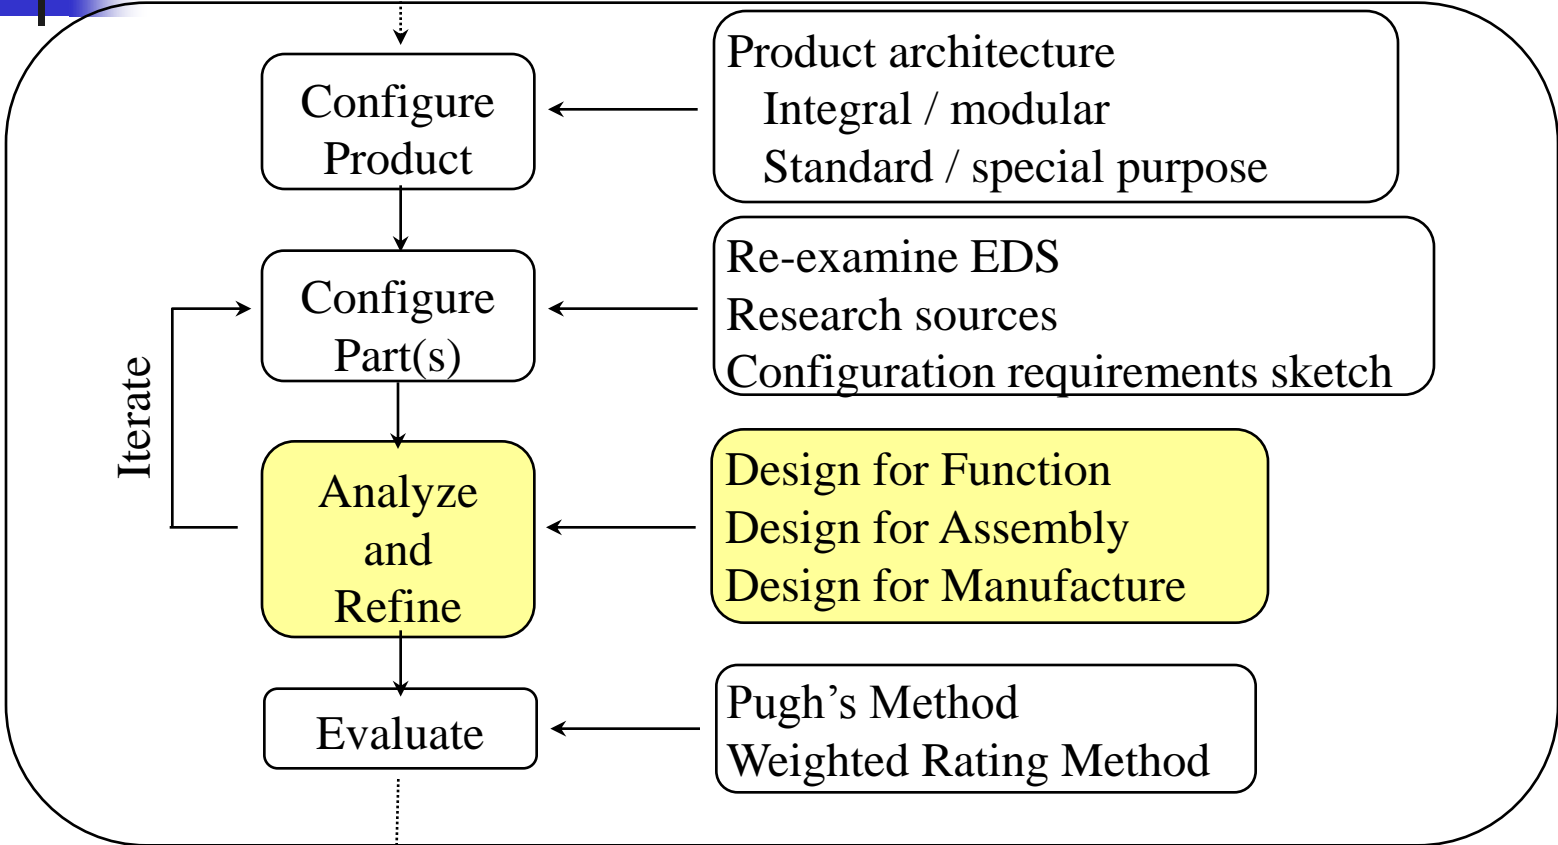 Configure
Product
Product architecture
Integral / modular
Standard / special purpose
Configure
Part(s)
Re-examine EDS
Research sources
Configuration requirements sketch
Iterate
Analyze
and
Refine
Design for Function
Design for Assembly
Design for Manufacture
Evaluate
Pugh’s Method
Weighted Rating Method